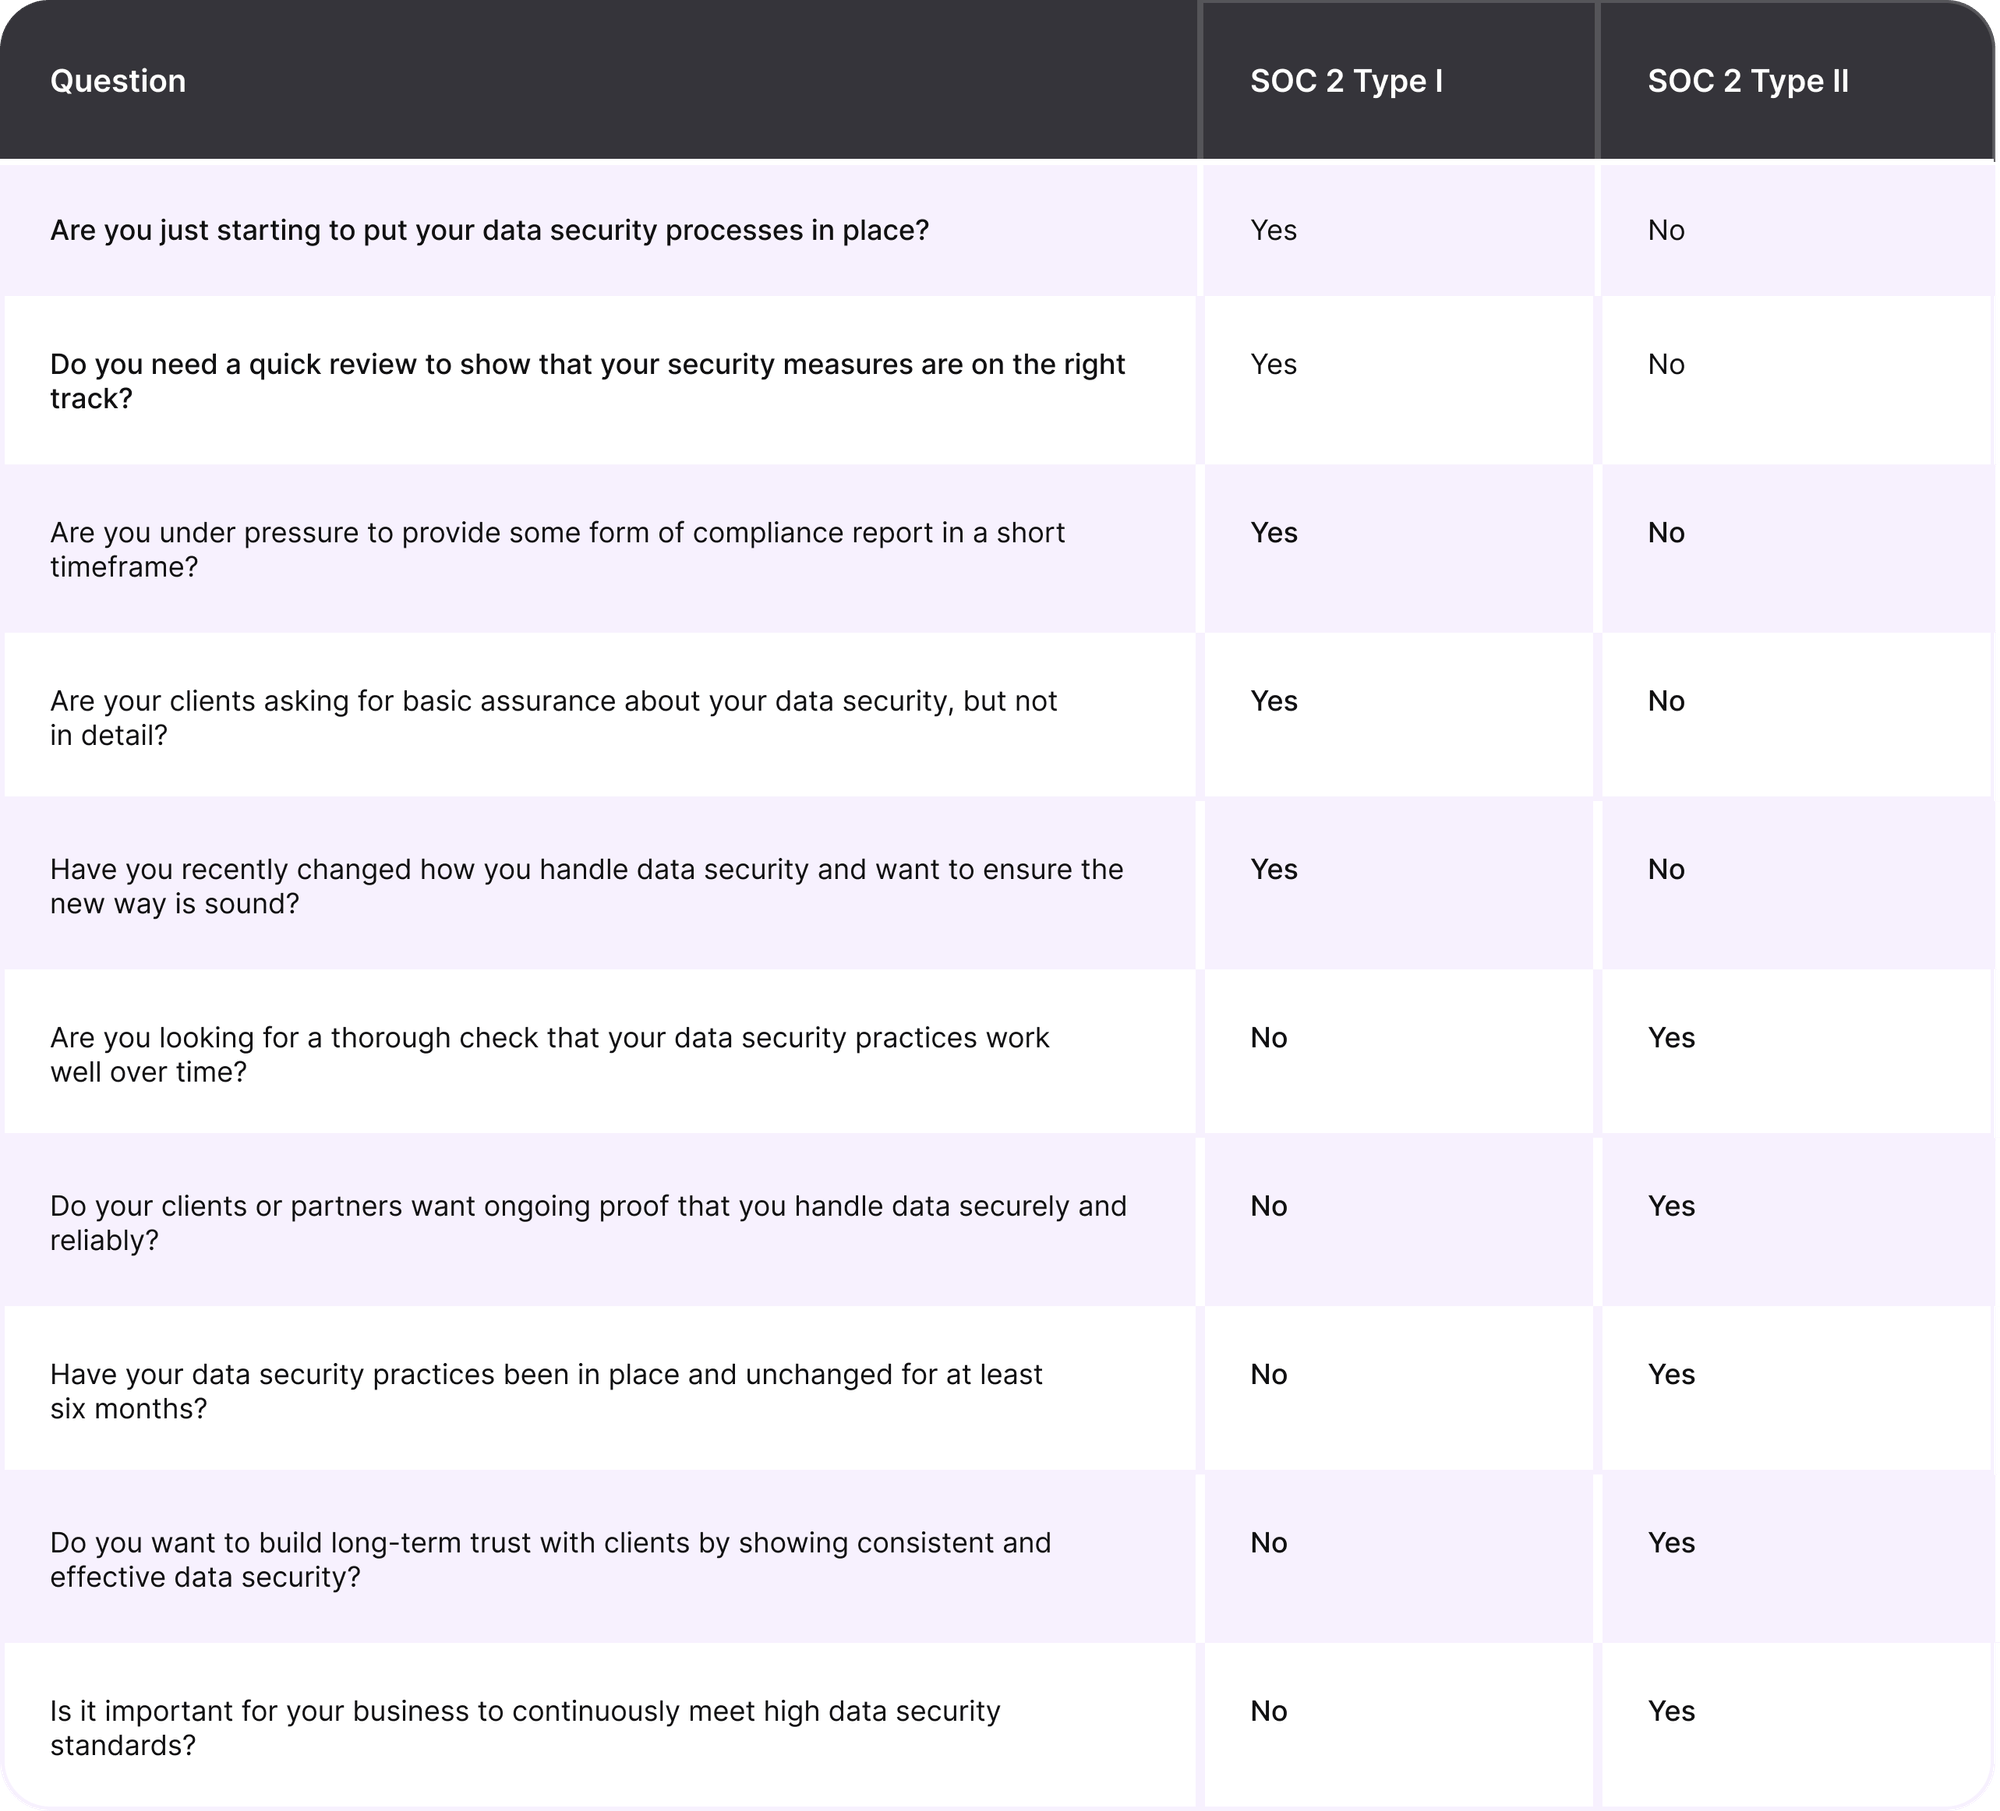 Question SOC 2 Type I SOC 2 Type II
Are you just starting to put your data security processes in place? Yes No
Do you need a quick review to show that your security measures are on the right Yes No
track?
Are you under pressure to provide some form of compliance report in a short Yes No
timeframe?
Are your clients asking for basic assurance about your data security, but not Yes No
in detail?
Have you recently changed how you handle data security and want to ensure the Yes No
new way is sound?
Are you looking for a thorough check that your data security practices work No Yes
well over time?
Do your clients or partners want ongoing proof that you handle data securely and No Yes
reliably?
Have your data security practices been in place and unchanged for at least No Yes
six months?
Do you want to build long-term trust with clients by showing consistent and No Yes
effective data security?
Is it important for your business to continuously meet high data security No Yes
standards?